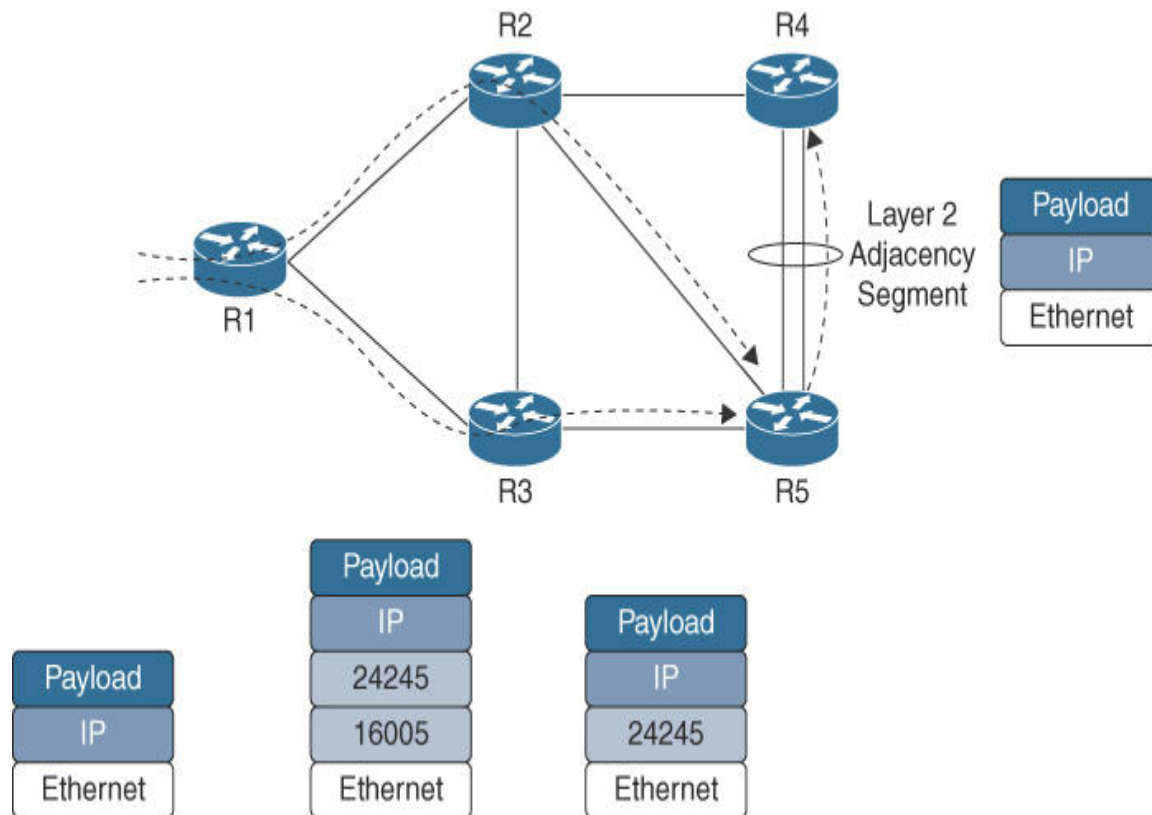 R2
R4
R1
Layer 2
Adjacency
Segment
Payload
IP
Ethernet
R3
R5
Payload
IP
Ethernet
Payload
IP
24245
16005
Ethernet
Payload
IP
24245
Ethernet